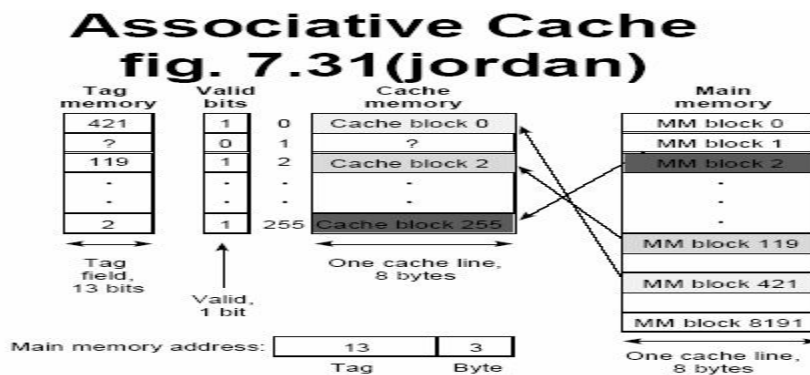 Associative Cache
fig. 7.31(jordan)
Tag memory Valid bits Cache memory Main memory
421 1 0 Cache block 0 MM block 0
? 0 1 ? MM block 1
119 1 2 Cache block 2 MM block 2
2 1 255 Cache block 255
MM block 119
MM block 421
MM block 8191
Tag field, 13 bits
Valid, 1 bit
One cache line, 8 bytes
Main memory address: 13 3
Tag Byte
One cache line, 8 bytes